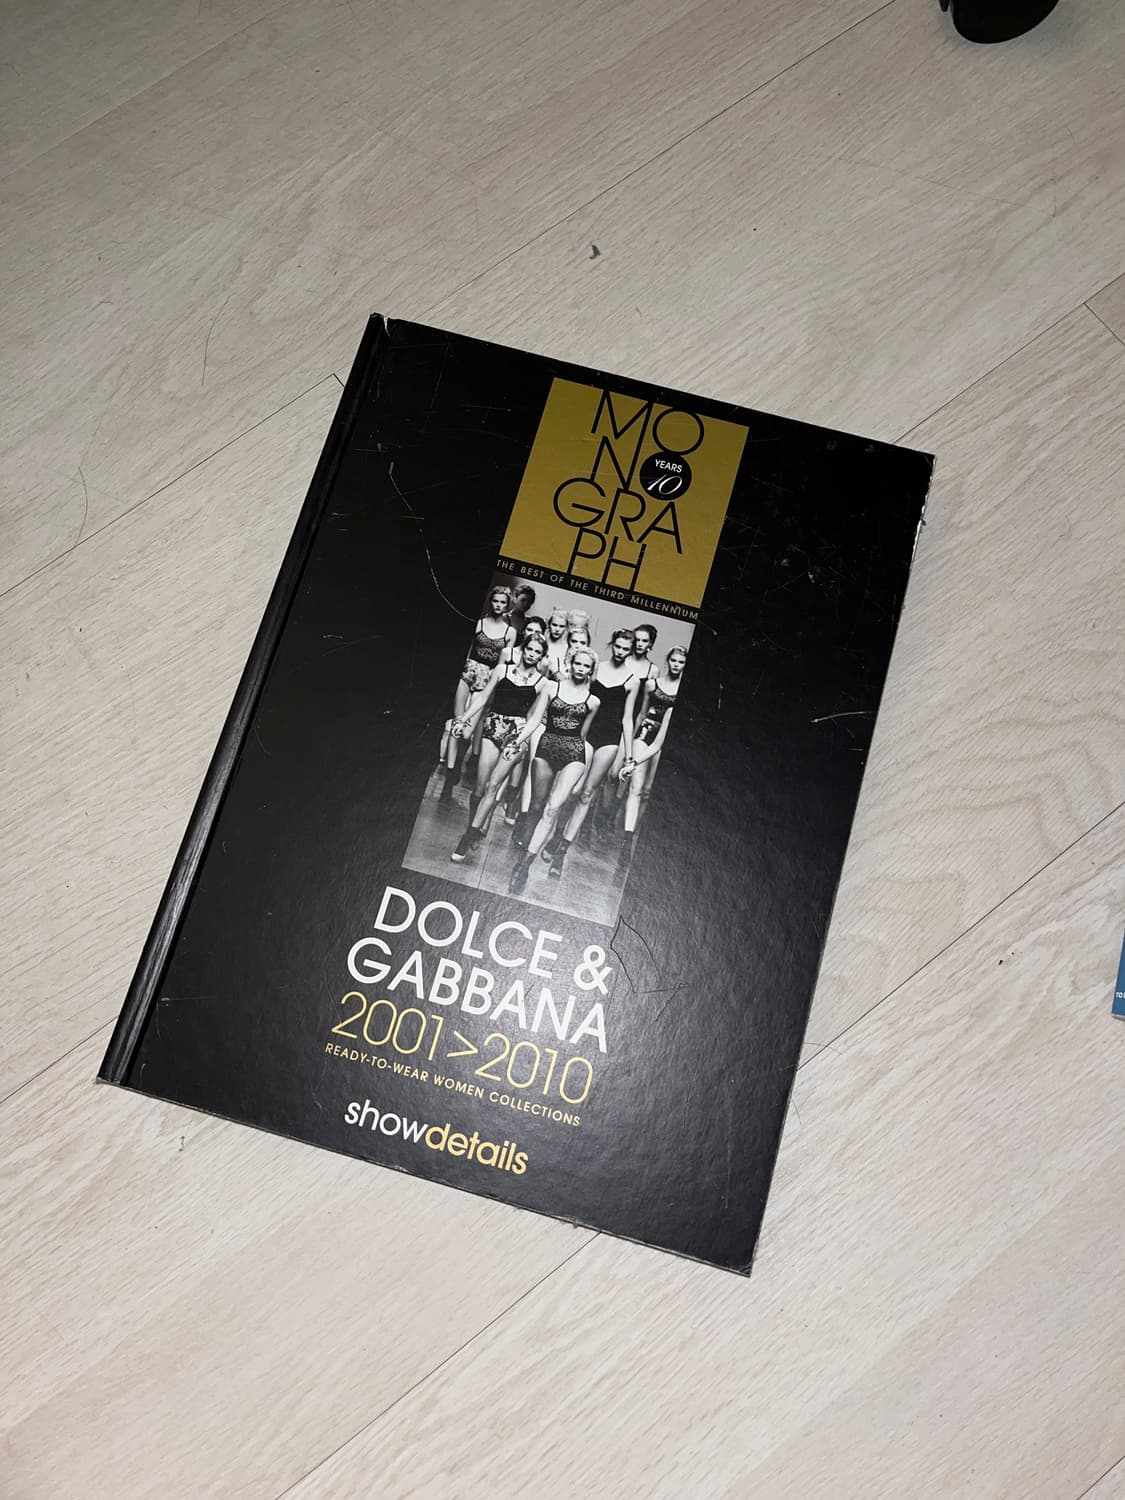 MO
N
YEARS
10
GRA
PH
THE BEST OF THE THIRD MILLENNIUM
DOLCE &
GABBANA
2001>2010
READY-TO-WEAR WOMEN COLLECTIONS
showdetails